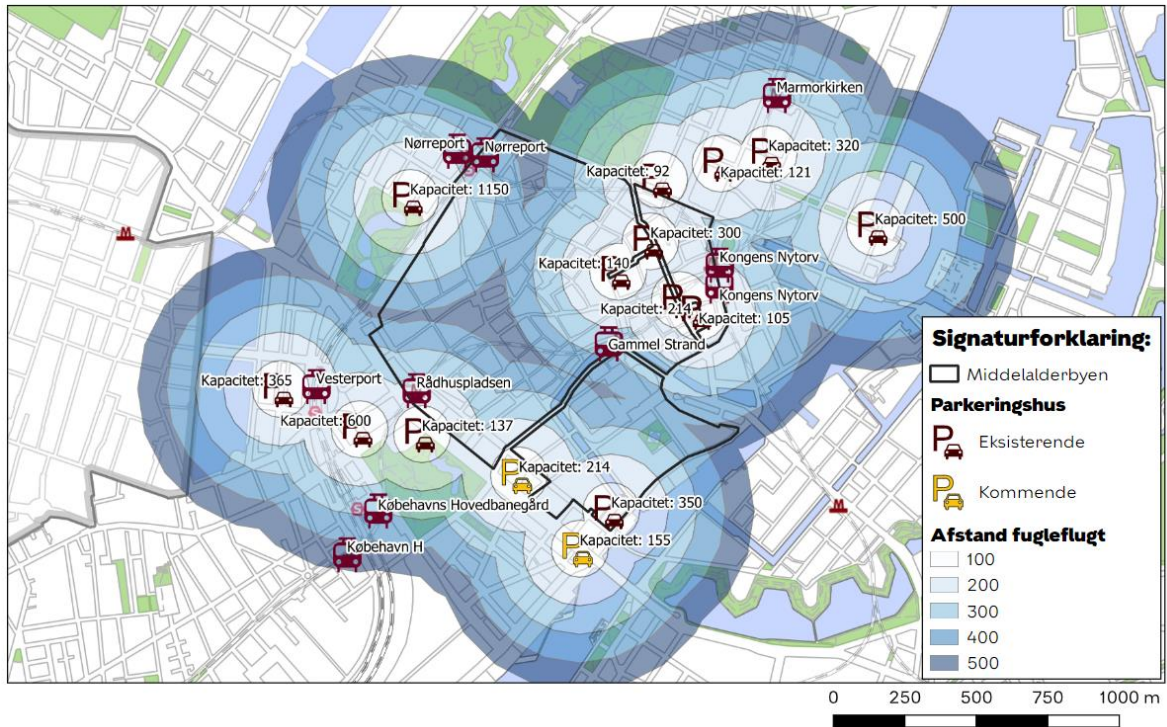 Marmorkirken
Nørreport
Nørreport
Kapacitet: 320
Kapacitet: 92
Kapacitet: 121
Kapacitet: 1150
Kapacitet: 500
Kapacitet: 300
Kapacitet: 140
Kongens Nytorv
Kongens Nytorv
Kapacitet: 214
Kapacitet: 105
Gammel Strand
Kapacitet: 365
Vesterport
Rådhuspladsen
Kapacitet: 600
Kapacitet: 137
Kapacitet: 214
Københavns Hovedbanegård
Kapacitet: 350
Købehavn H
Kapacitet: 155
Signaturforklaring:
Middelalderbyen
Parkeringshus
Eksisterende
Kommende
Afstand fugleflugt
100
200
300
400
500
0 250 500 750 1000 m